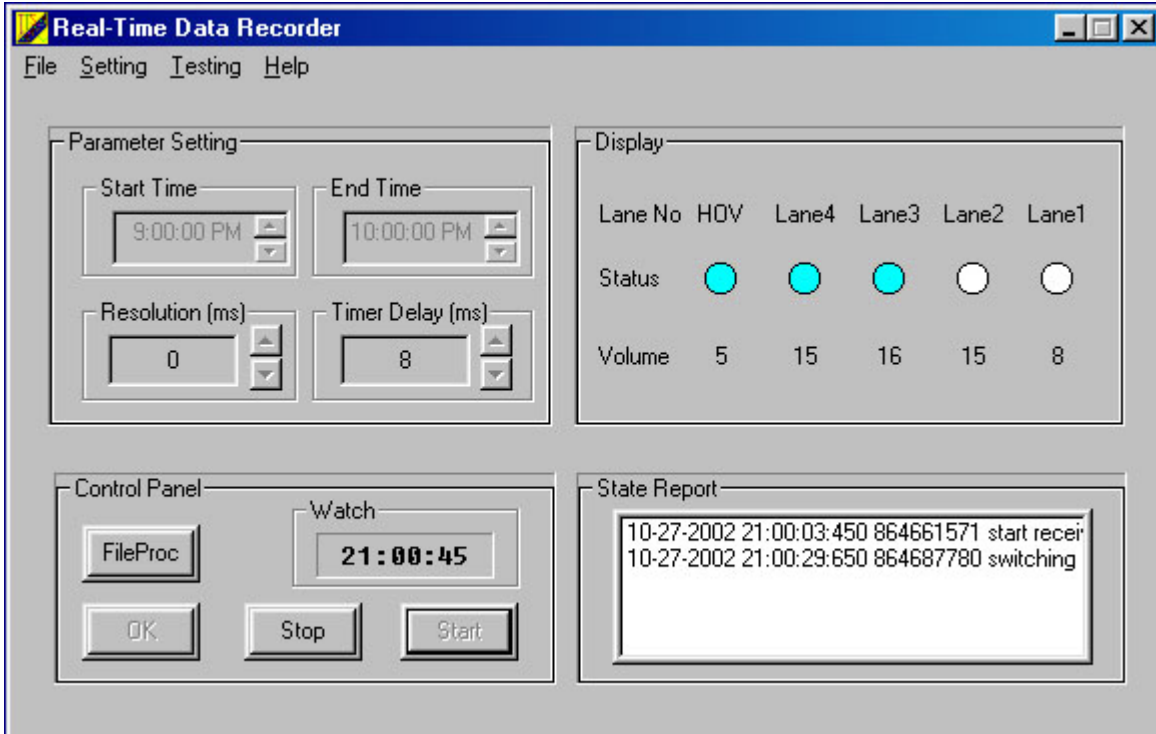 Real-Time Data Recorder
File Setting Testing Help
Parameter Setting
Start Time
9:00:00 PM
End Time
10:00:00 PM
Resolution (ms)
0
Timer Delay (ms)
8
Display
Lane No HOV Lane4 Lane3 Lane2 Lane1
Status
Volume 5 15 16 15 8
Control Panel
FileProc
Watch
21:00:45
OK
Stop
Start
State Report
10-27-2002 21:00:03:450 864661571 start recei
10-27-2002 21:00:29:650 864687780 switching